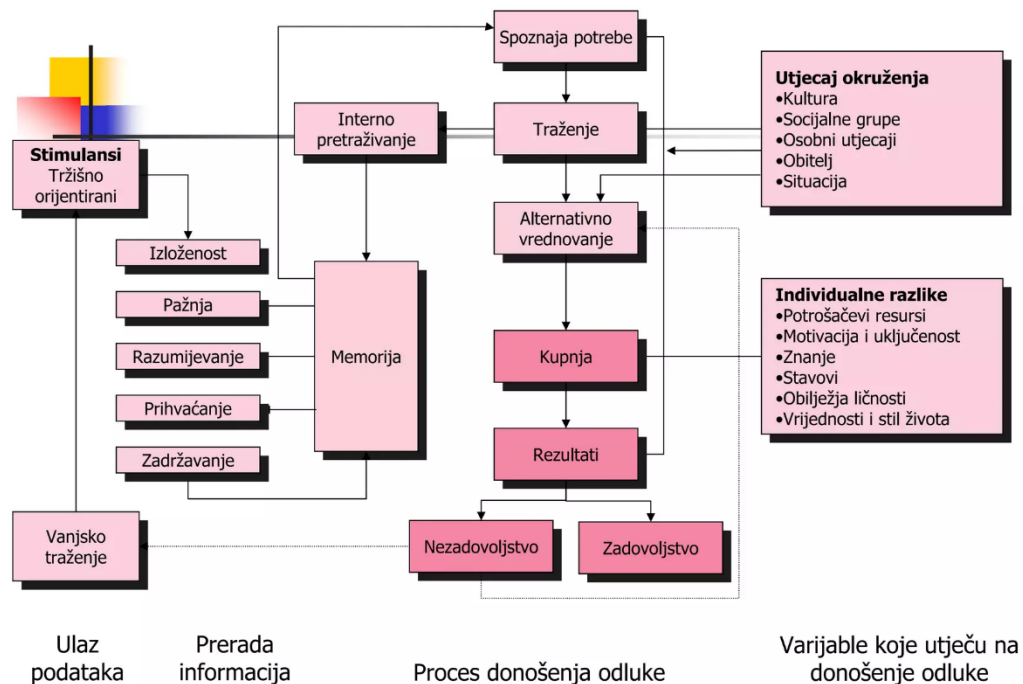 Spoznaja potrebe
Interno
pretraživanje
Traženje
Stimulansi
Tržišno
orijentirani
Utjecaj okruženja
•Kultura
•Socijalne grupe
•Osobni utjecaji
•Obitelj
•Situacija
Alternativno
vrednovanje
Izloženost
Pažnja
Razumijevanje
Prihvaćanje
Zadržavanje
Memorija
Kupnja
Individualne razlike
•Potrošačevi resursi
•Motivacija i uključenost
•Znanje
•Stavovi
•Obilježja ličnosti
•Vrijednosti i stil života
Rezultati
Vanjsko
traženje
Nezadovoljstvo
Zadovoljstvo
Ulaz
podataka
Prerada
informacija
Proces donošenja odluke
Varijable koje utječu na
donošenje odluke